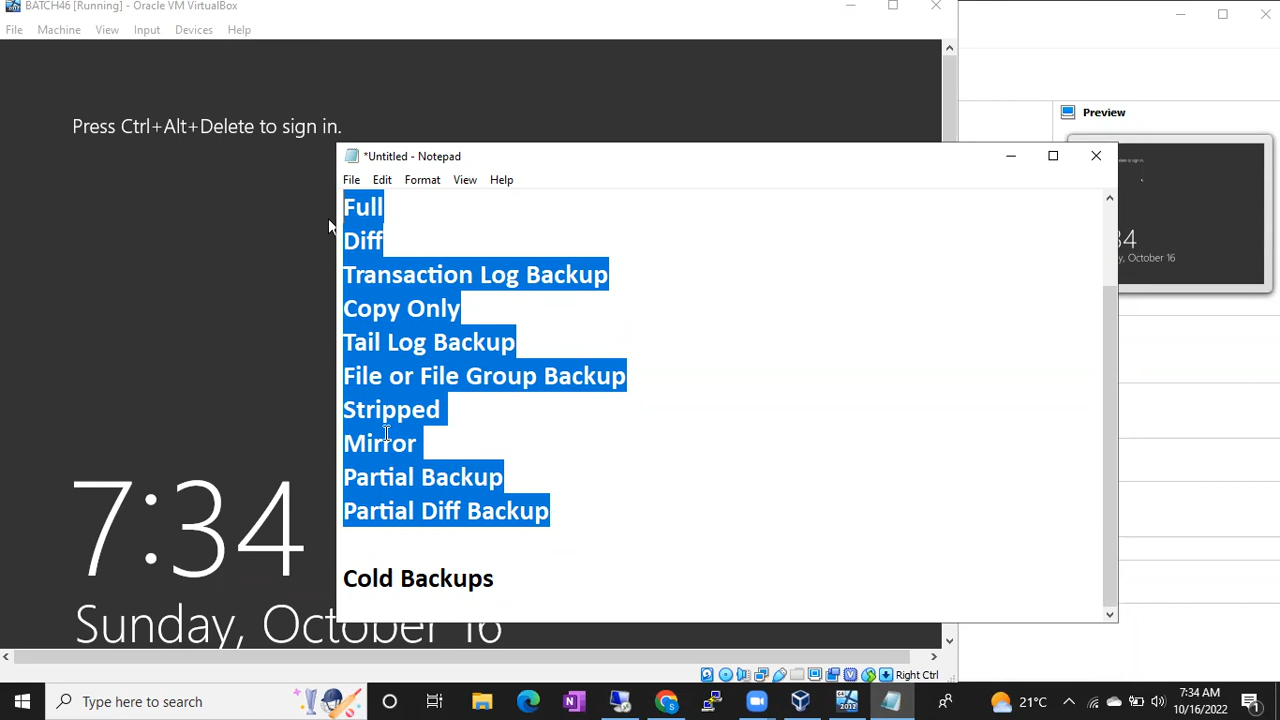 BATCH46 [Running] - Oracle VM VirtualBox
File Machine View Input Devices Help
Press Ctrl+Alt+Delete to sign in.
Preview
*Untitled - Notepad
File Edit Format View Help
Full
Diff
Transaction Log Backup
Copy Only
Tail Log Backup
File or File Group Backup
Stripped
Mirror
Partial Backup
Partial Diff Backup
Cold Backups
7:34
Sunday, October 16
34
y, October 16
Right Ctrl
Type here to search
21°C
7:34 AM
10/16/2022